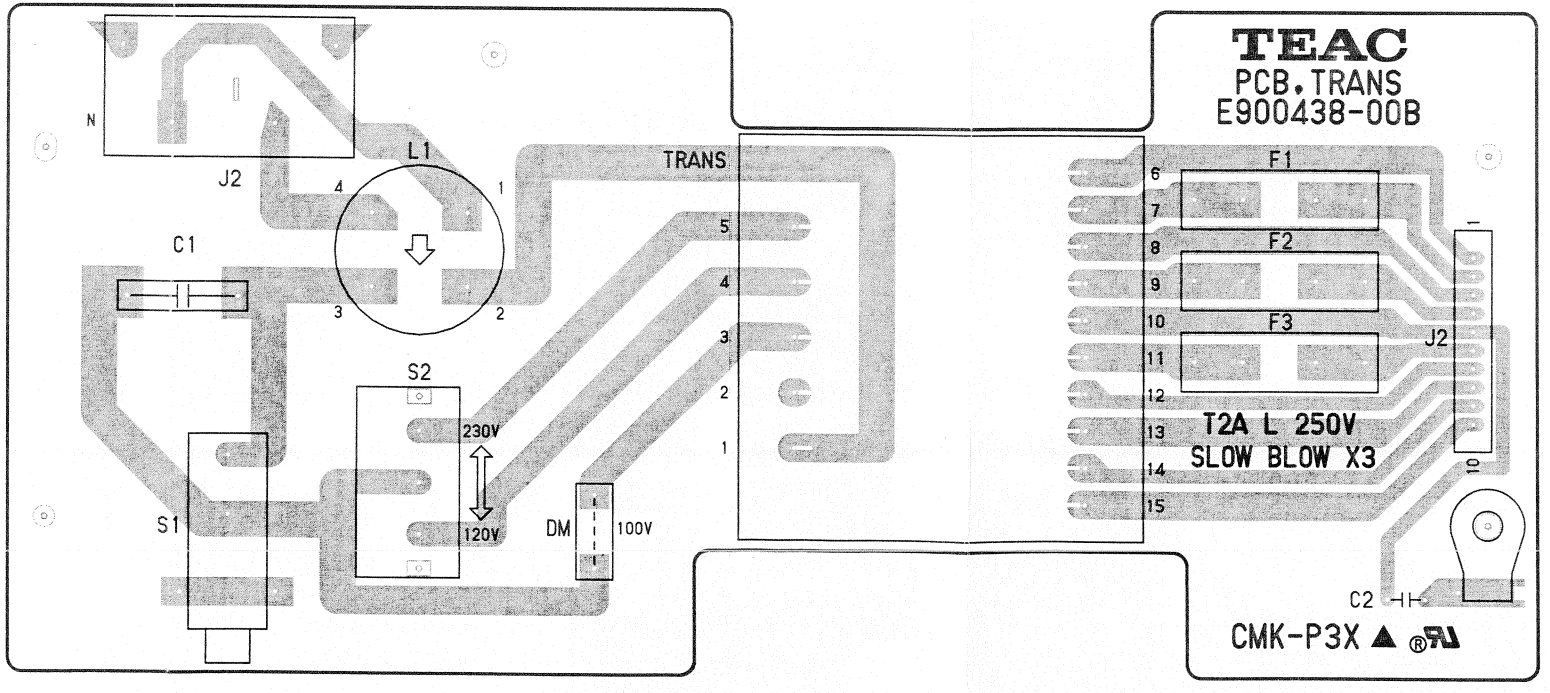 TEAC
PCB.TRANS
E900438-00B
N
J2
L1
4
1
3
2
C1
S2
230V
120V
S1
DM
100V
TRANS
5
4
3
2
1
6
7
8
9
10
11
12
13
14
15
F1
F2
F3
1
J2
10
T2A L 250V
SLOW BLOW X3
C2
CMK-P3X ▲ ® RU